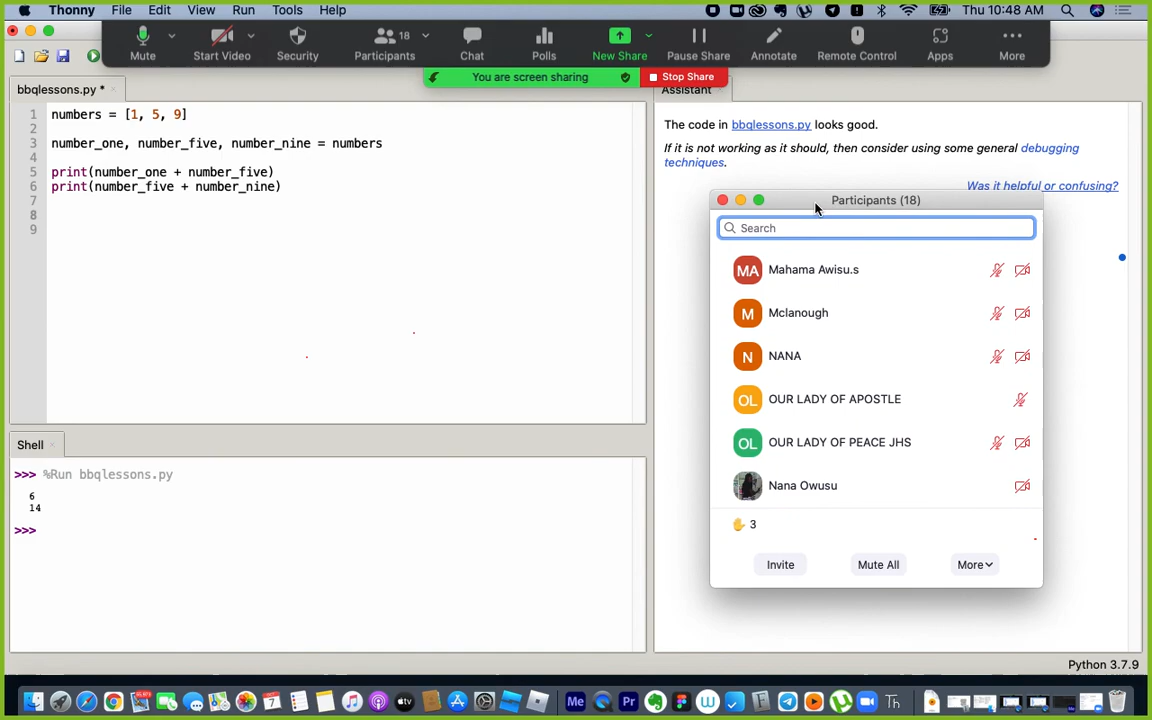 Thonny File Edit View Run Tools Help
Thu 10:48 AM
Mute Start Video Security Participants 18 Chat Polls New Share Pause Share Annotate Remote Control Apps More
You are screen sharing Stop Share
bbqlessons.py *
1 numbers = [1, 5, 9]
2
3 number_one, number_five, number_nine = numbers
4
5 print(number_one + number_five)
6 print(number_five + number_nine)
7
8
9
Shell
>>> %Run bbqlessons.py
6
14
>>>
Assistant
The code in bbqlessons.py looks good.
If it is not working as it should, then consider using some general debugging
techniques.
Was it helpful or confusing?
Participants (18)
Search
MA Mahama Awisu.s
M Mclanough
N NANA
OL OUR LADY OF APOSTLE
OL OUR LADY OF PEACE JHS
Nana Owusu
3
Invite Mute All More
Python 3.7.9
7 Me Pr W F Th